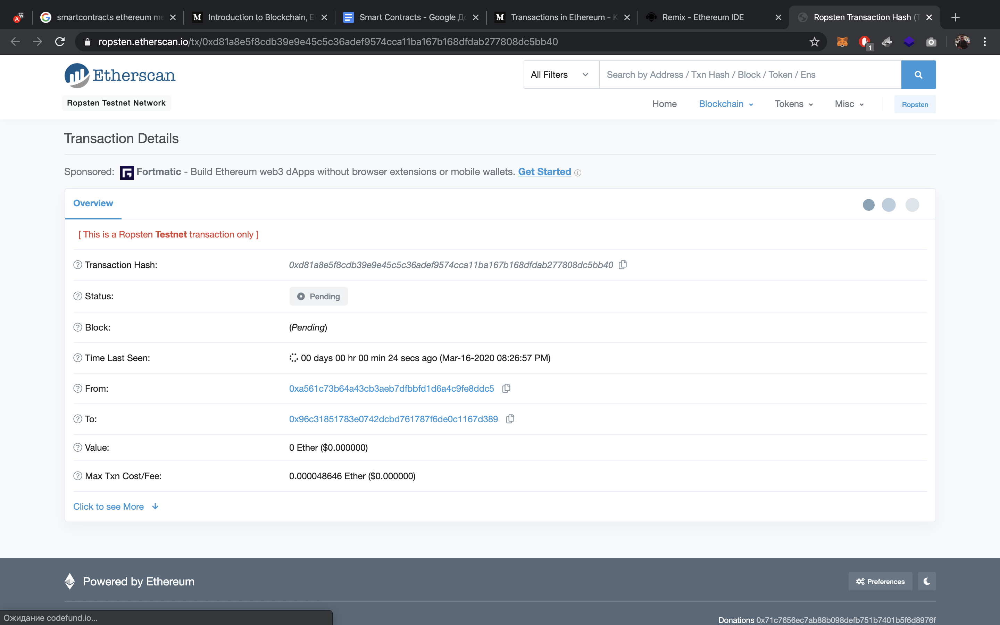 smartcontracts ethereum me
Introduction to Blockchain, E
Smart Contracts - Google До
Transactions in Ethereum - K
Remix - Ethereum IDE
Ropsten Transaction Hash (T
ropsten.etherscan.io/tx/0xd81a8e5f8cdb39e9e45c5c36adef9574cca11ba167b168dfdab277808dc5bb40
1
Etherscan
All Filters
Search by Address / Txn Hash / Block / Token / Ens
Ropsten Testnet Network
Home Blockchain Tokens Misc Ropsten
Transaction Details
Sponsored: Fortmatic - Build Ethereum web3 dApps without browser extensions or mobile wallets. Get Started
Overview
[ This is a Ropsten Testnet transaction only ]
Transaction Hash: 0xd81a8e5f8cdb39e9e45c5c36adef9574cca11ba167b168dfdab277808dc5bb40
Status: Pending
Block: (Pending)
Time Last Seen: 00 days 00 hr 00 min 24 secs ago (Mar-16-2020 08:26:57 PM)
From: 0xa561c73b64a43cb3aeb7dfbbfd1d6a4c9fe8ddc5
To: 0x96c31851783e0742dcbd761787f6de0c1167d389
Value: 0 Ether ($0.000000)
Max Txn Cost/Fee: 0.000048646 Ether ($0.000000)
Click to see More
Powered by Ethereum
Preferences
Ожидание codefund.io...
Donations 0x71c7656ec7ab88b098defb751b7401b5f6d8976f